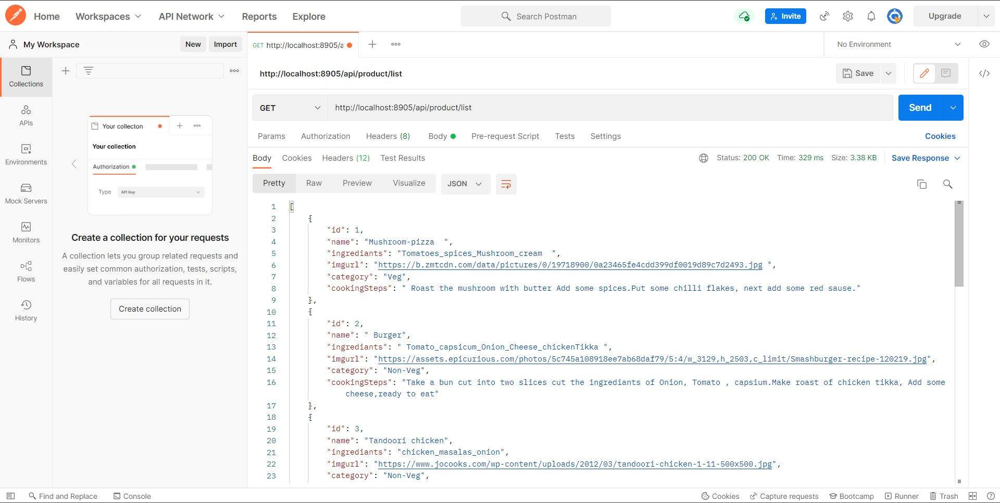 Home Workspaces API Network Reports Explore Search Postman Invite Upgrade
My Workspace New Import GET http://localhost:8905/a No Environment
Collections
APIs
Environments
Mock Servers
Monitors
Flows
History
Your collecton
Your collection
Authorization
Type API Key
Create a collection for your requests
A collection lets you group related requests and
easily set common authorization, tests, scripts,
and variables for all requests in it.
Create collection
http://localhost:8905/api/product/list Save
GET http://localhost:8905/api/product/list Send
Params Authorization Headers (8) Body Pre-request Script Tests Settings Cookies
Body Cookies Headers (12) Test Results Status: 200 OK Time: 329 ms Size: 3.38 KB Save Response
Pretty Raw Preview Visualize JSON
1 [
2 {
3 "id": 1,
4 "name": "Mushroom-pizza  ",
5 "ingrediants": "Tomatoes_spices_Mushroom_cream  ",
6 "imgurl": "https://b.zmtcdn.com/data/pictures/0/19718900/0a23465fe4cdd399df0019d89c7d2493.jpg ",
7 "category": "Veg",
8 "cookingSteps": " Roast the mushroom with butter Add some spices.Put some chilli flakes, next add some red sause."
9 },
10 {
11 "id": 2,
12 "name": " Burger",
13 "ingrediants": " Tomato_capsicum_Onion_Cheese_chickenTikka ",
14 "imgurl": "https://assets.epicurious.com/photos/5c745a108918ee7ab68daf79/5:4/w_3129,h_2503,c_limit/Smashburger-recipe-120219.jpg",
15 "category": "Non-Veg",
16 "cookingSteps": "Take a bun cut into two slices cut the ingrediants of Onion, Tomato , capsium.Make roast of chicken tikka, Add some
cheese,ready to eat"
17 },
18 {
19 "id": 3,
20 "name": "Tandoori chicken",
21 "ingrediants": "chicken_masalas_onion",
22 "imgurl": "https://www.jocooks.com/wp-content/uploads/2012/03/tandoori-chicken-1-11-500x500.jpg",
23 "category": "Non-Veg",
Find and Replace Console Cookies Capture requests Bootcamp Runner Trash